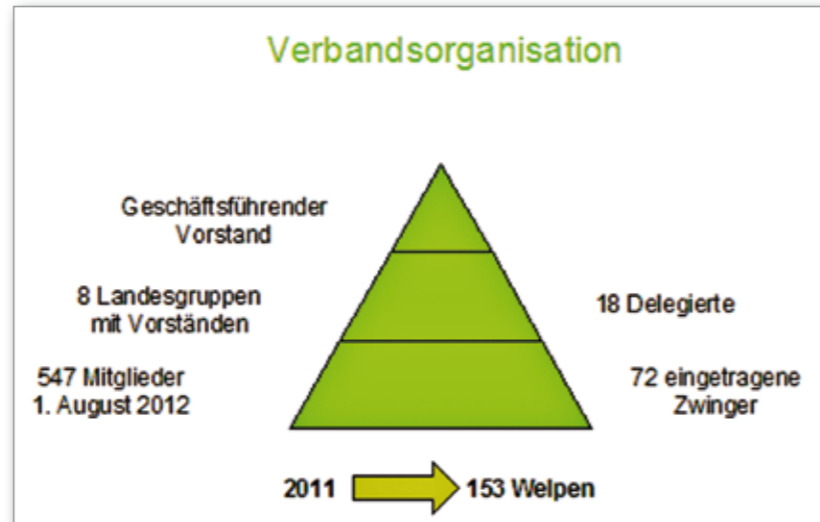 Verbandsorganisation
Geschäftsführender
Vorstand
8 Landesgruppen
mit Vorständen
18 Delegierte
547 Mitglieder
1. August 2012
72 eingetragene
Zwinger
2011
153 Welpen